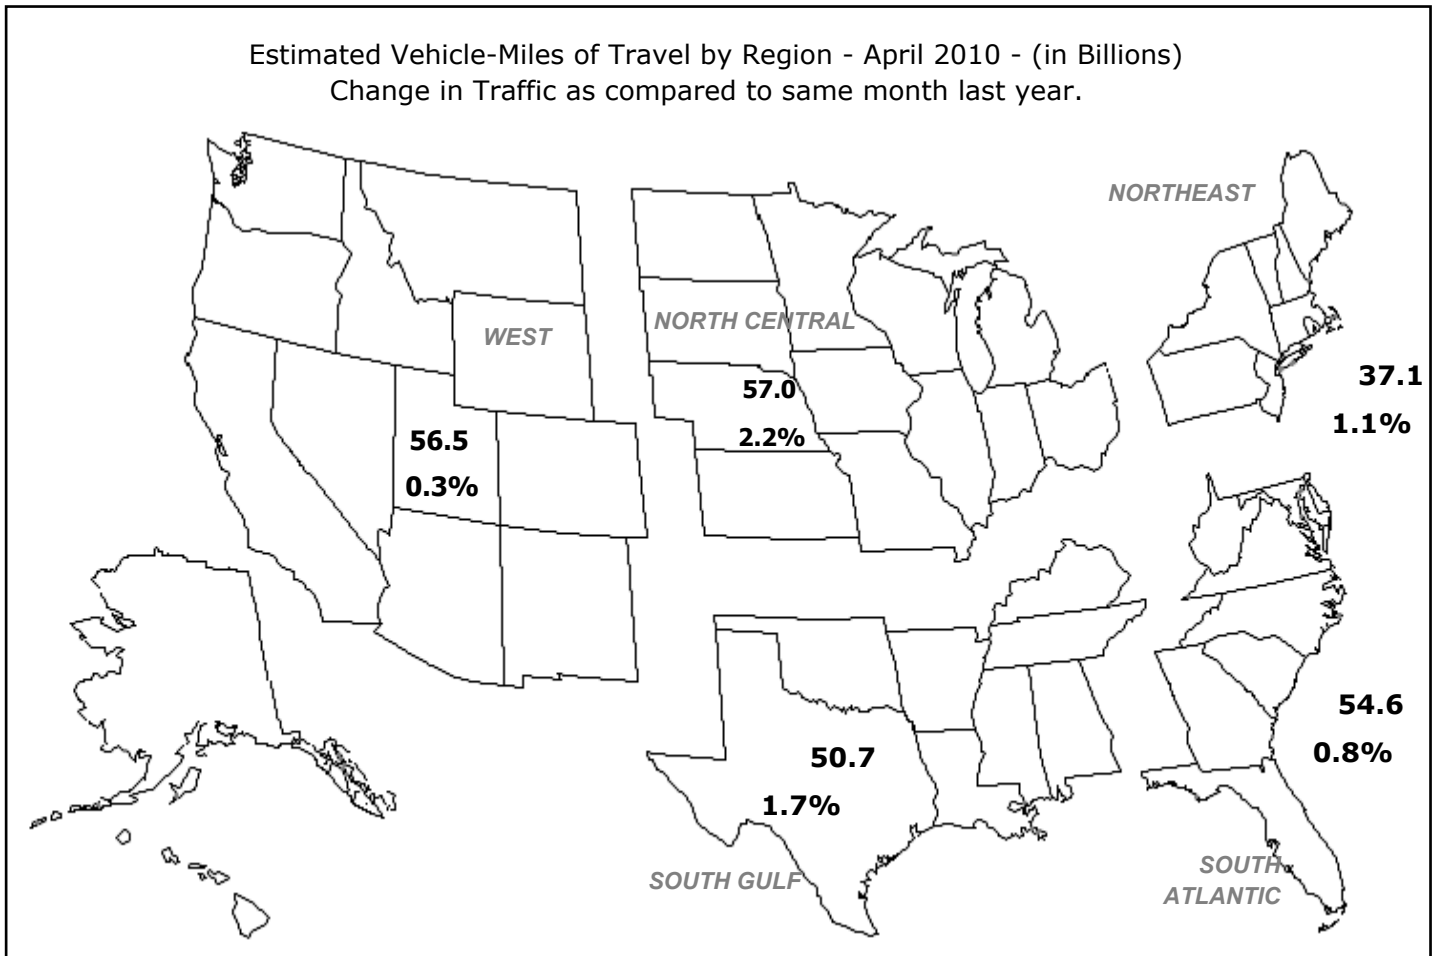 Estimated Vehicle-Miles of Travel by Region - April 2010 - (in Billions)
Change in Traffic as compared to same month last year.
NORTHEAST
37.1
1.1%
NORTH CENTRAL
57.0
2.2%
WEST
56.5
0.3%
54.6
0.8%
SOUTH
ATLANTIC
50.7
1.7%
SOUTH GULF